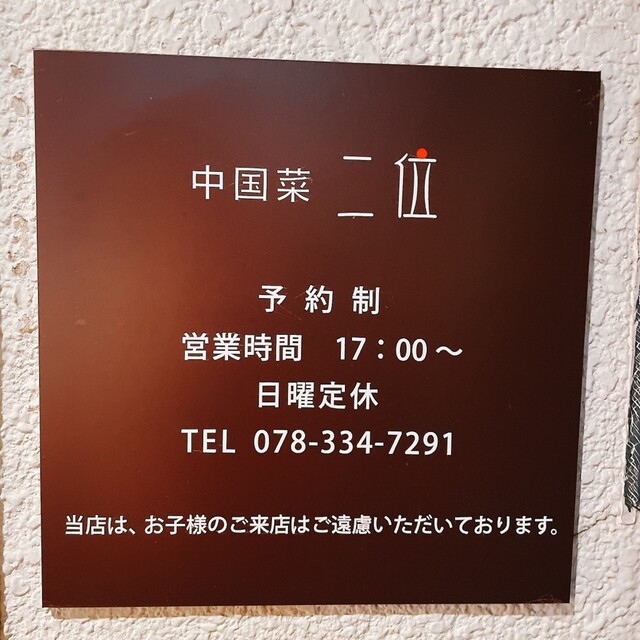 中国菜 二位
予約制
営業時間 17：00～
日曜定休
TEL 078-334-7291
当店は、お子様のご来店はご遠慮いただいております。